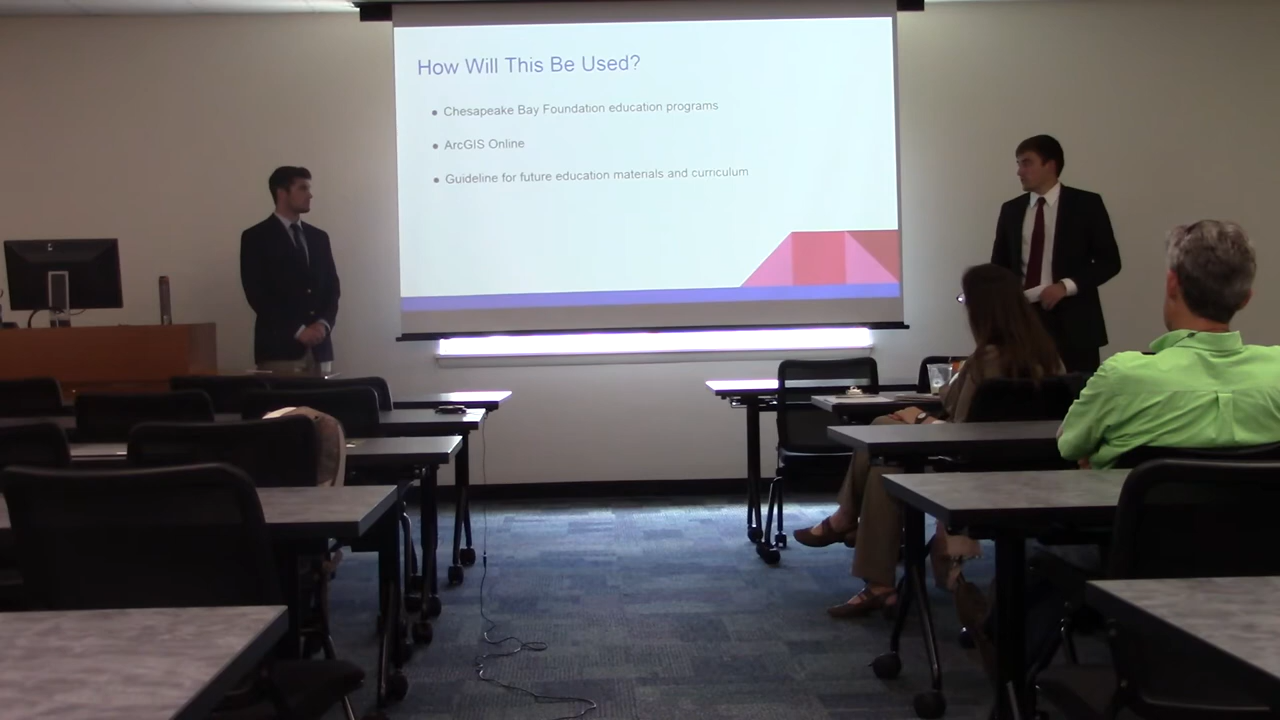 How Will This Be Used?
● Chesapeake Bay Foundation education programs
● ArcGIS Online
● Guideline for future education materials and curriculum